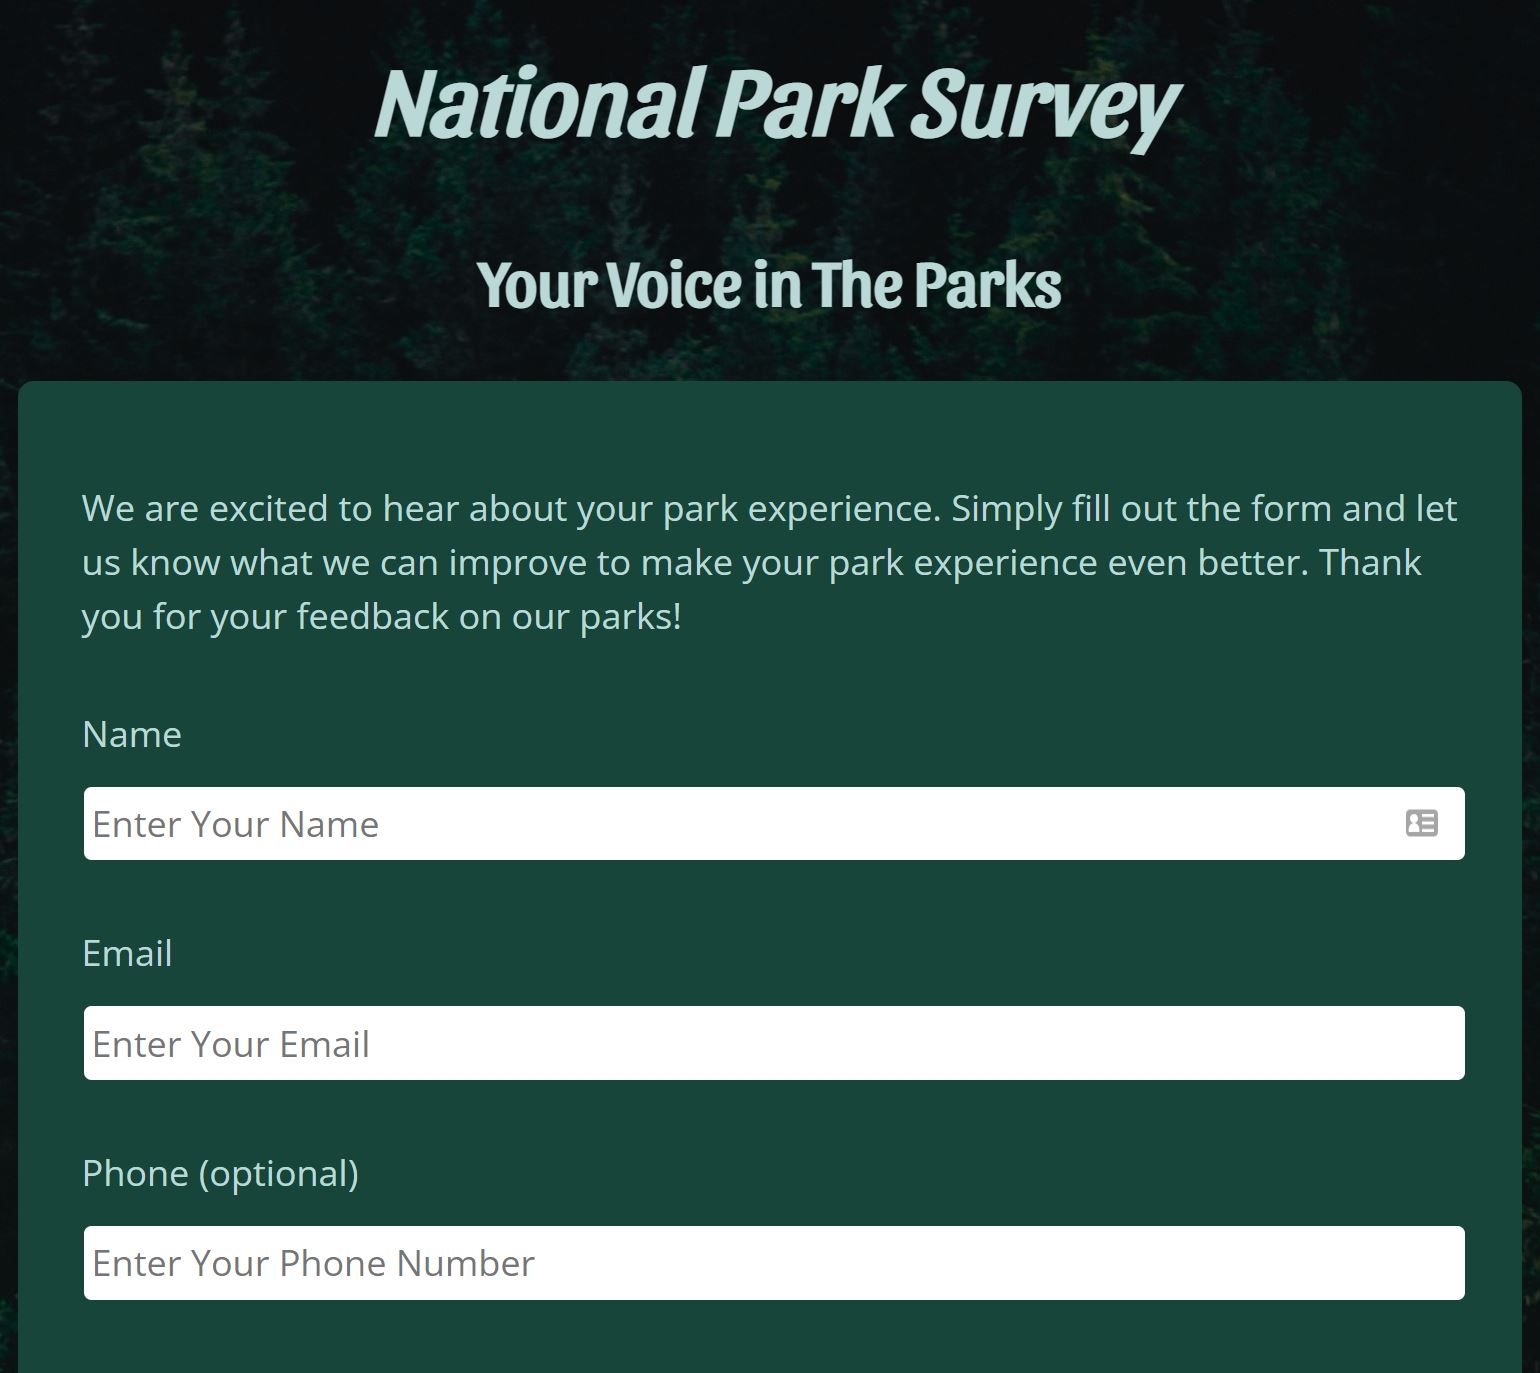 National Park Survey
Your Voice in The Parks
We are excited to hear about your park experience. Simply fill out the form and let
us know what we can improve to make your park experience even better. Thank
you for your feedback on our parks!
Name
Enter Your Name
Email
Enter Your Email
Phone (optional)
Enter Your Phone Number